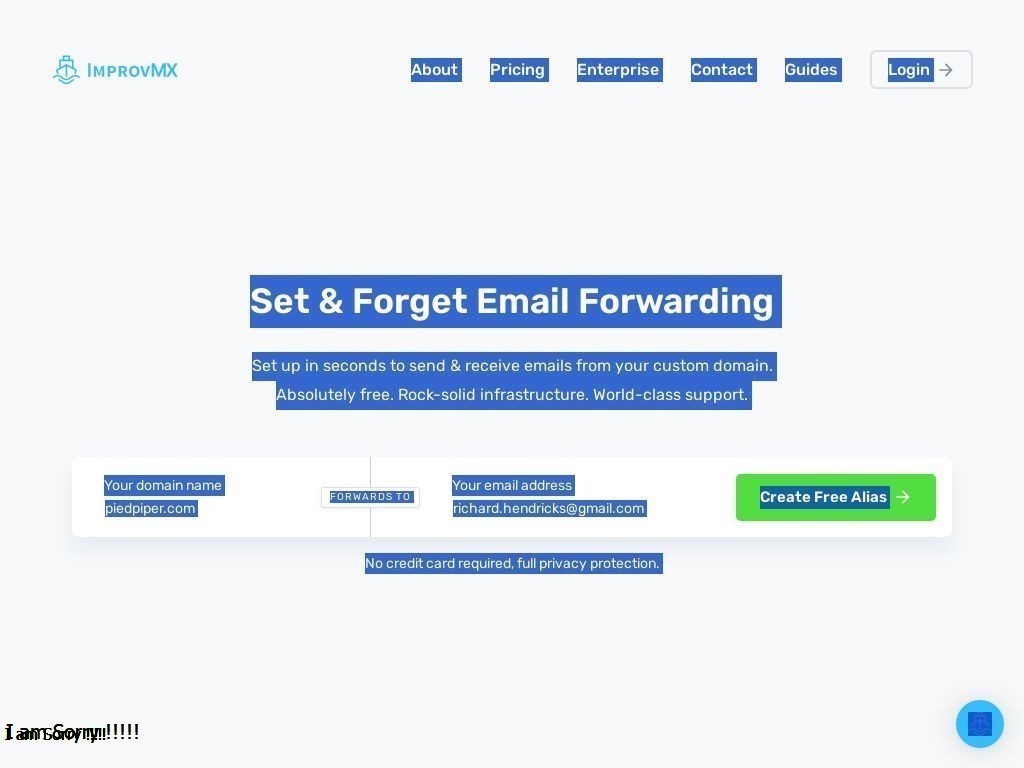 IMPROVMX
About Pricing Enterprise Contact Guides Login
Set & Forget Email Forwarding
Set up in seconds to send & receive emails from your custom domain.
Absolutely free. Rock-solid infrastructure. World-class support.
Your domain name
piedpiper.com
FORWARDS TO
Your email address
richard.hendricks@gmail.com
Create Free Alias
No credit card required, full privacy protection.
I am Sorry !!!!!
I am Sorry !!!!!